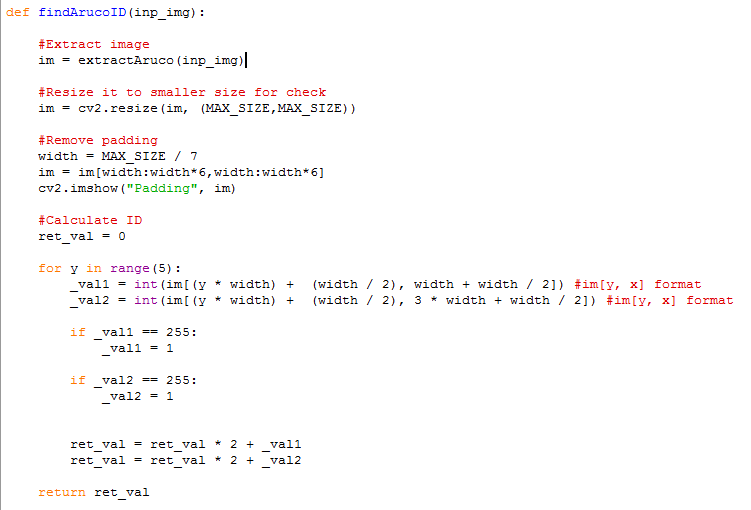 def findArucoID(inp_img):
#Extract image
im = extractAruco(inp_img)
#Resize it to smaller size for check
im = cv2.resize(im, (MAX_SIZE,MAX_SIZE))
#Remove padding
width = MAX_SIZE / 7
im = im[width:width*6,width:width*6]
cv2.imshow("Padding", im)
#Calculate ID
ret_val = 0
for y in range(5):
_val1 = int(im[(y * width) +  (width / 2), width + width / 2]) #im[y, x] format
_val2 = int(im[(y * width) +  (width / 2), 3 * width + width / 2]) #im[y, x] format
if _val1 == 255:
_val1 = 1
if _val2 == 255:
_val2 = 1
ret_val = ret_val * 2 + _val1
ret_val = ret_val * 2 + _val2
return ret_val